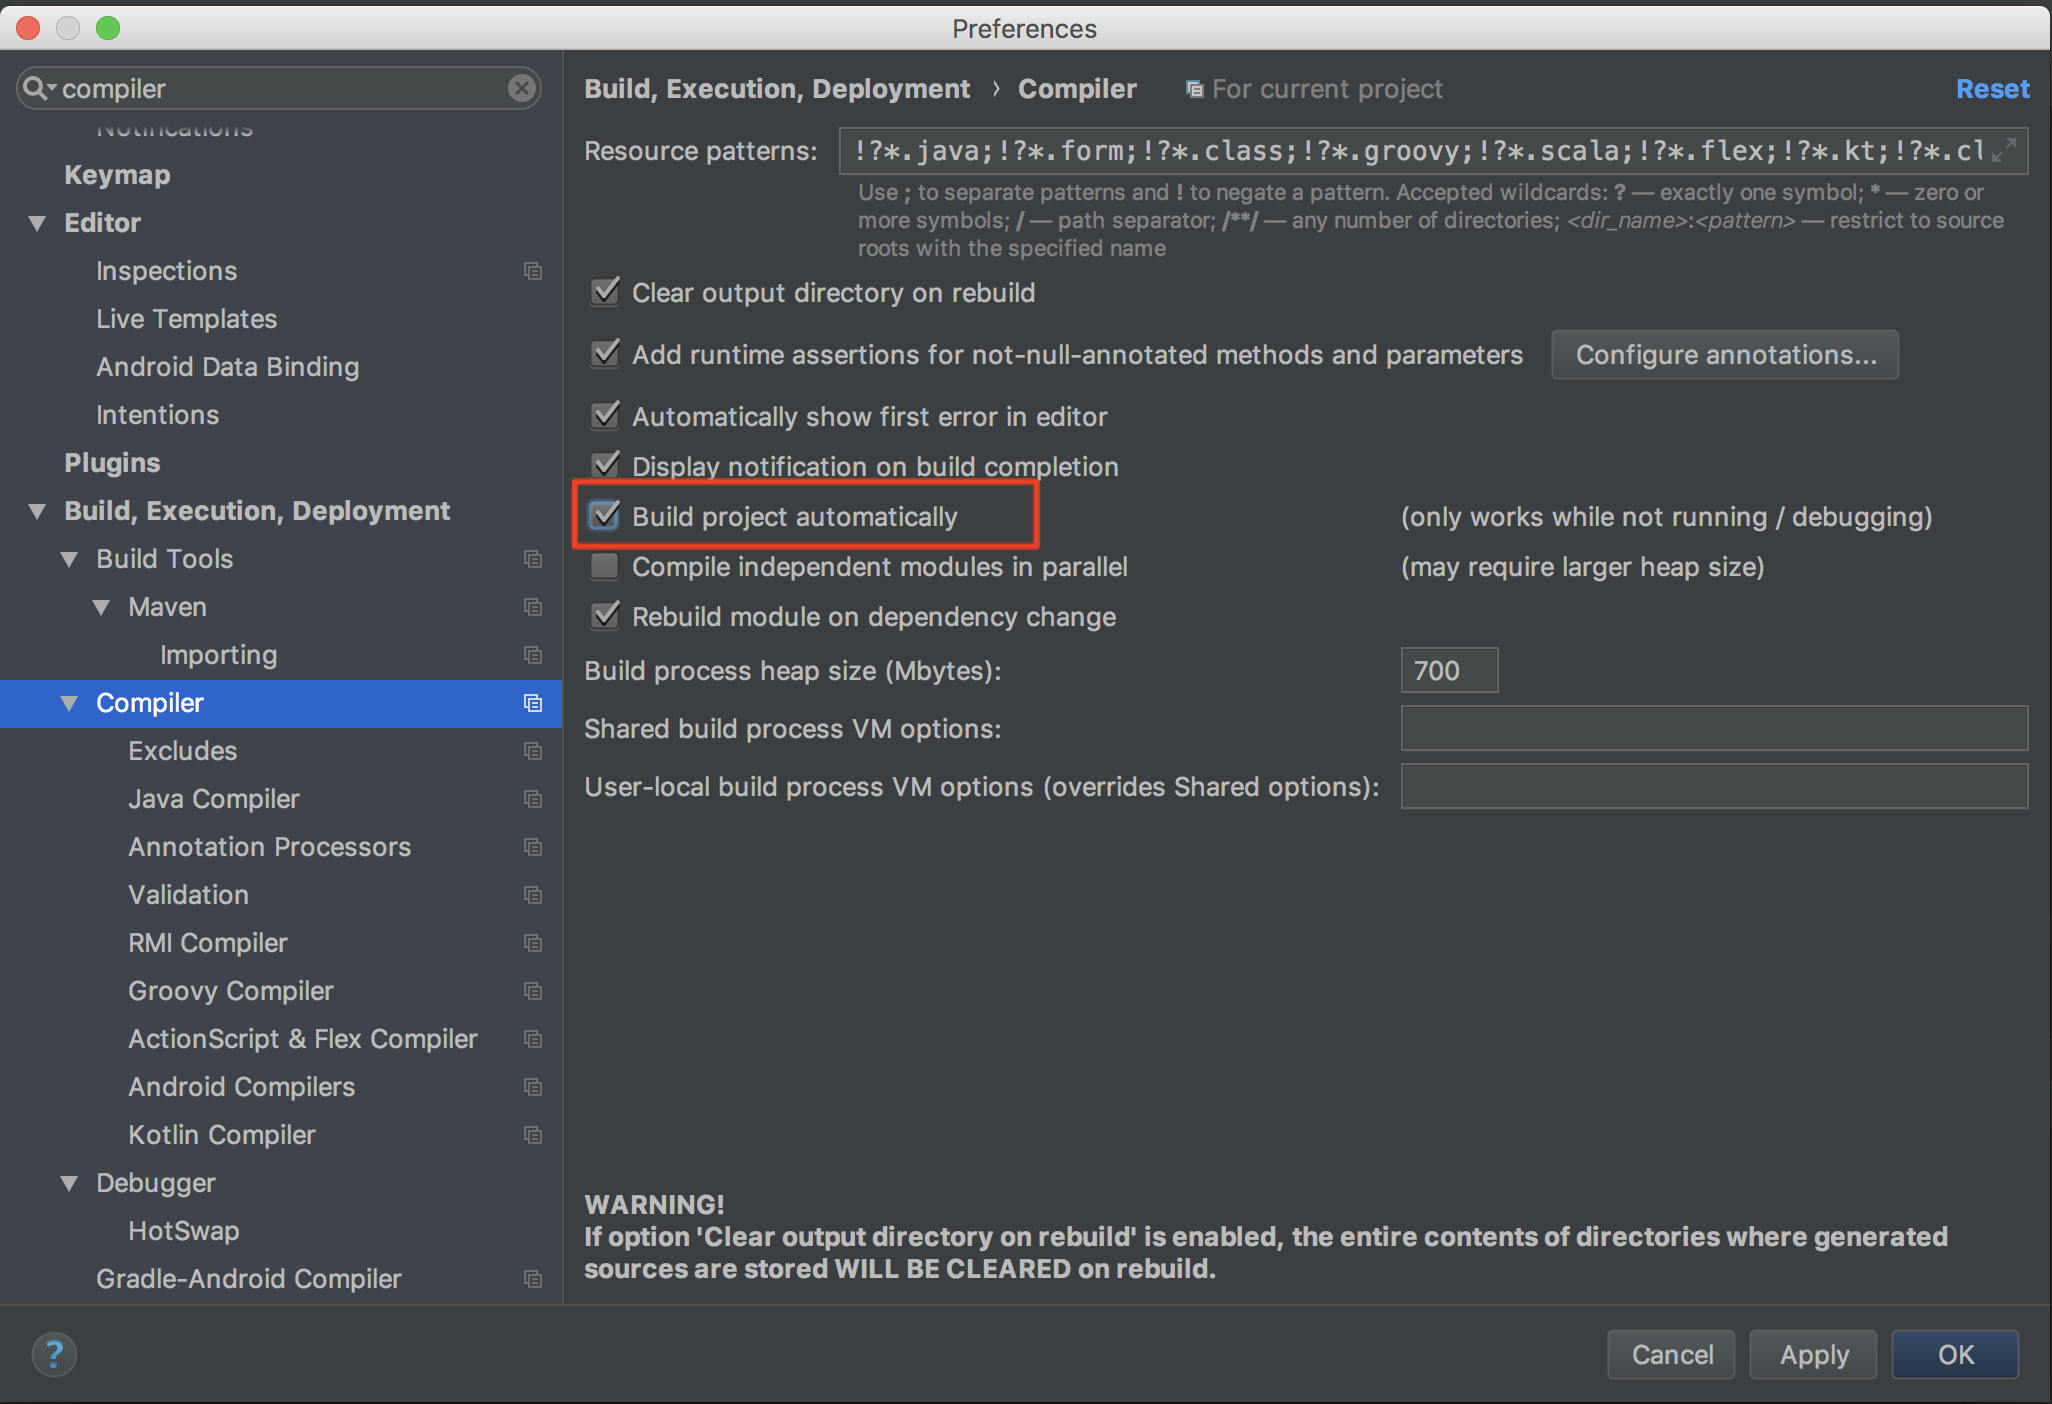 Preferences
compiler
Notifications
Keymap
Editor
Inspections
Live Templates
Android Data Binding
Intentions
Plugins
Build, Execution, Deployment
Build Tools
Maven
Importing
Compiler
Excludes
Java Compiler
Annotation Processors
Validation
RMI Compiler
Groovy Compiler
ActionScript & Flex Compiler
Android Compilers
Kotlin Compiler
Debugger
HotSwap
Gradle-Android Compiler
Build, Execution, Deployment › Compiler For current project Reset
Resource patterns: !?*.java;!?*.form;!?*.class;!?*.groovy;!?*.scala;!?*.flex;!?*.kt;!?*.cl
Use ; to separate patterns and ! to negate a pattern. Accepted wildcards: ? — exactly one symbol; * — zero or
more symbols; / — path separator; /**/ — any number of directories; <dir_name>:<pattern> — restrict to source
roots with the specified name
Clear output directory on rebuild
Add runtime assertions for not-null-annotated methods and parameters Configure annotations...
Automatically show first error in editor
Display notification on build completion
Build project automatically (only works while not running / debugging)
Compile independent modules in parallel (may require larger heap size)
Rebuild module on dependency change
Build process heap size (Mbytes): 700
Shared build process VM options:
User-local build process VM options (overrides Shared options):
WARNING!
If option 'Clear output directory on rebuild' is enabled, the entire contents of directories where generated
sources are stored WILL BE CLEARED on rebuild.
? Cancel Apply OK